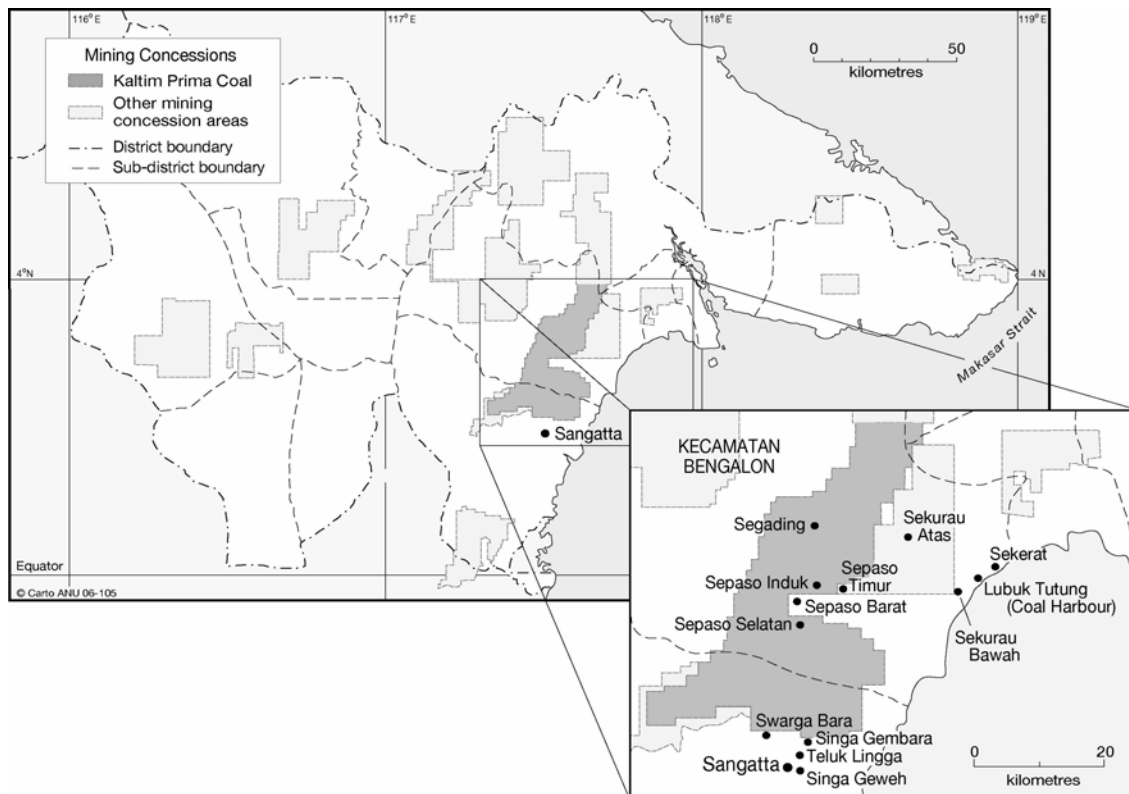 116° E
117° E
118° E
119° E
Mining Concessions
Kaltim Prima Coal
Other mining
concession areas
District boundary
Sub-district boundary
0 50
kilometres
4°N
4°N
Makasar Strait
Sangatta
Equator
© Carto ANU 06-105
KECAMATAN
BENGALON
Segading
Sekurau
Atas
Sekerat
Sepaso Induk
Sepaso
Timur
Lubuk Tutung
(Coal Harbour)
Sepaso Barat
Sepaso Selatan
Sekurau
Bawah
Swarga Bara
Singa Gembara
Teluk Lingga
Sangatta
Singa Geweh
0 20
kilometres